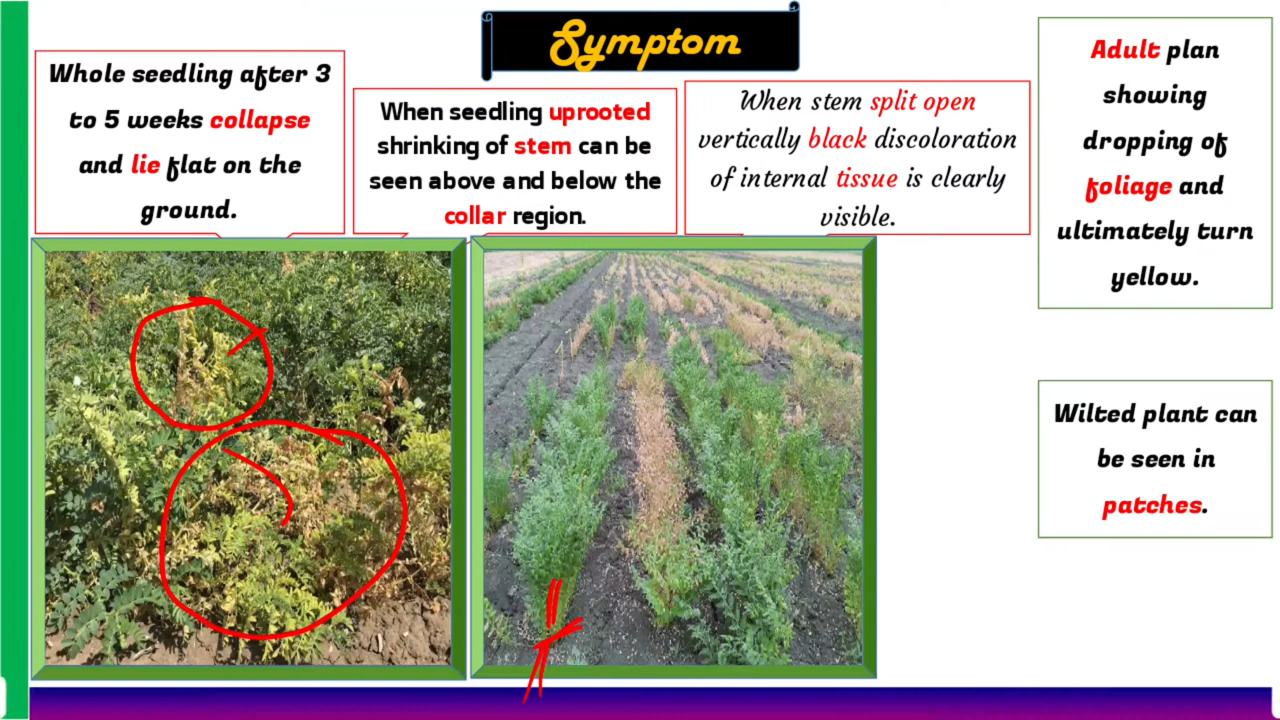 Symptom
Whole seedling after 3
to 5 weeks collapse
and lie flat on the
ground.
When seedling uprooted
shrinking of stem can be
seen above and below the
collar region.
When stem split open
vertically black discoloration
of internal tissue is clearly
visible.
Adult plan
showing
dropping of
foliage and
ultimately turn
yellow.
Wilted plant can
be seen in
patches.